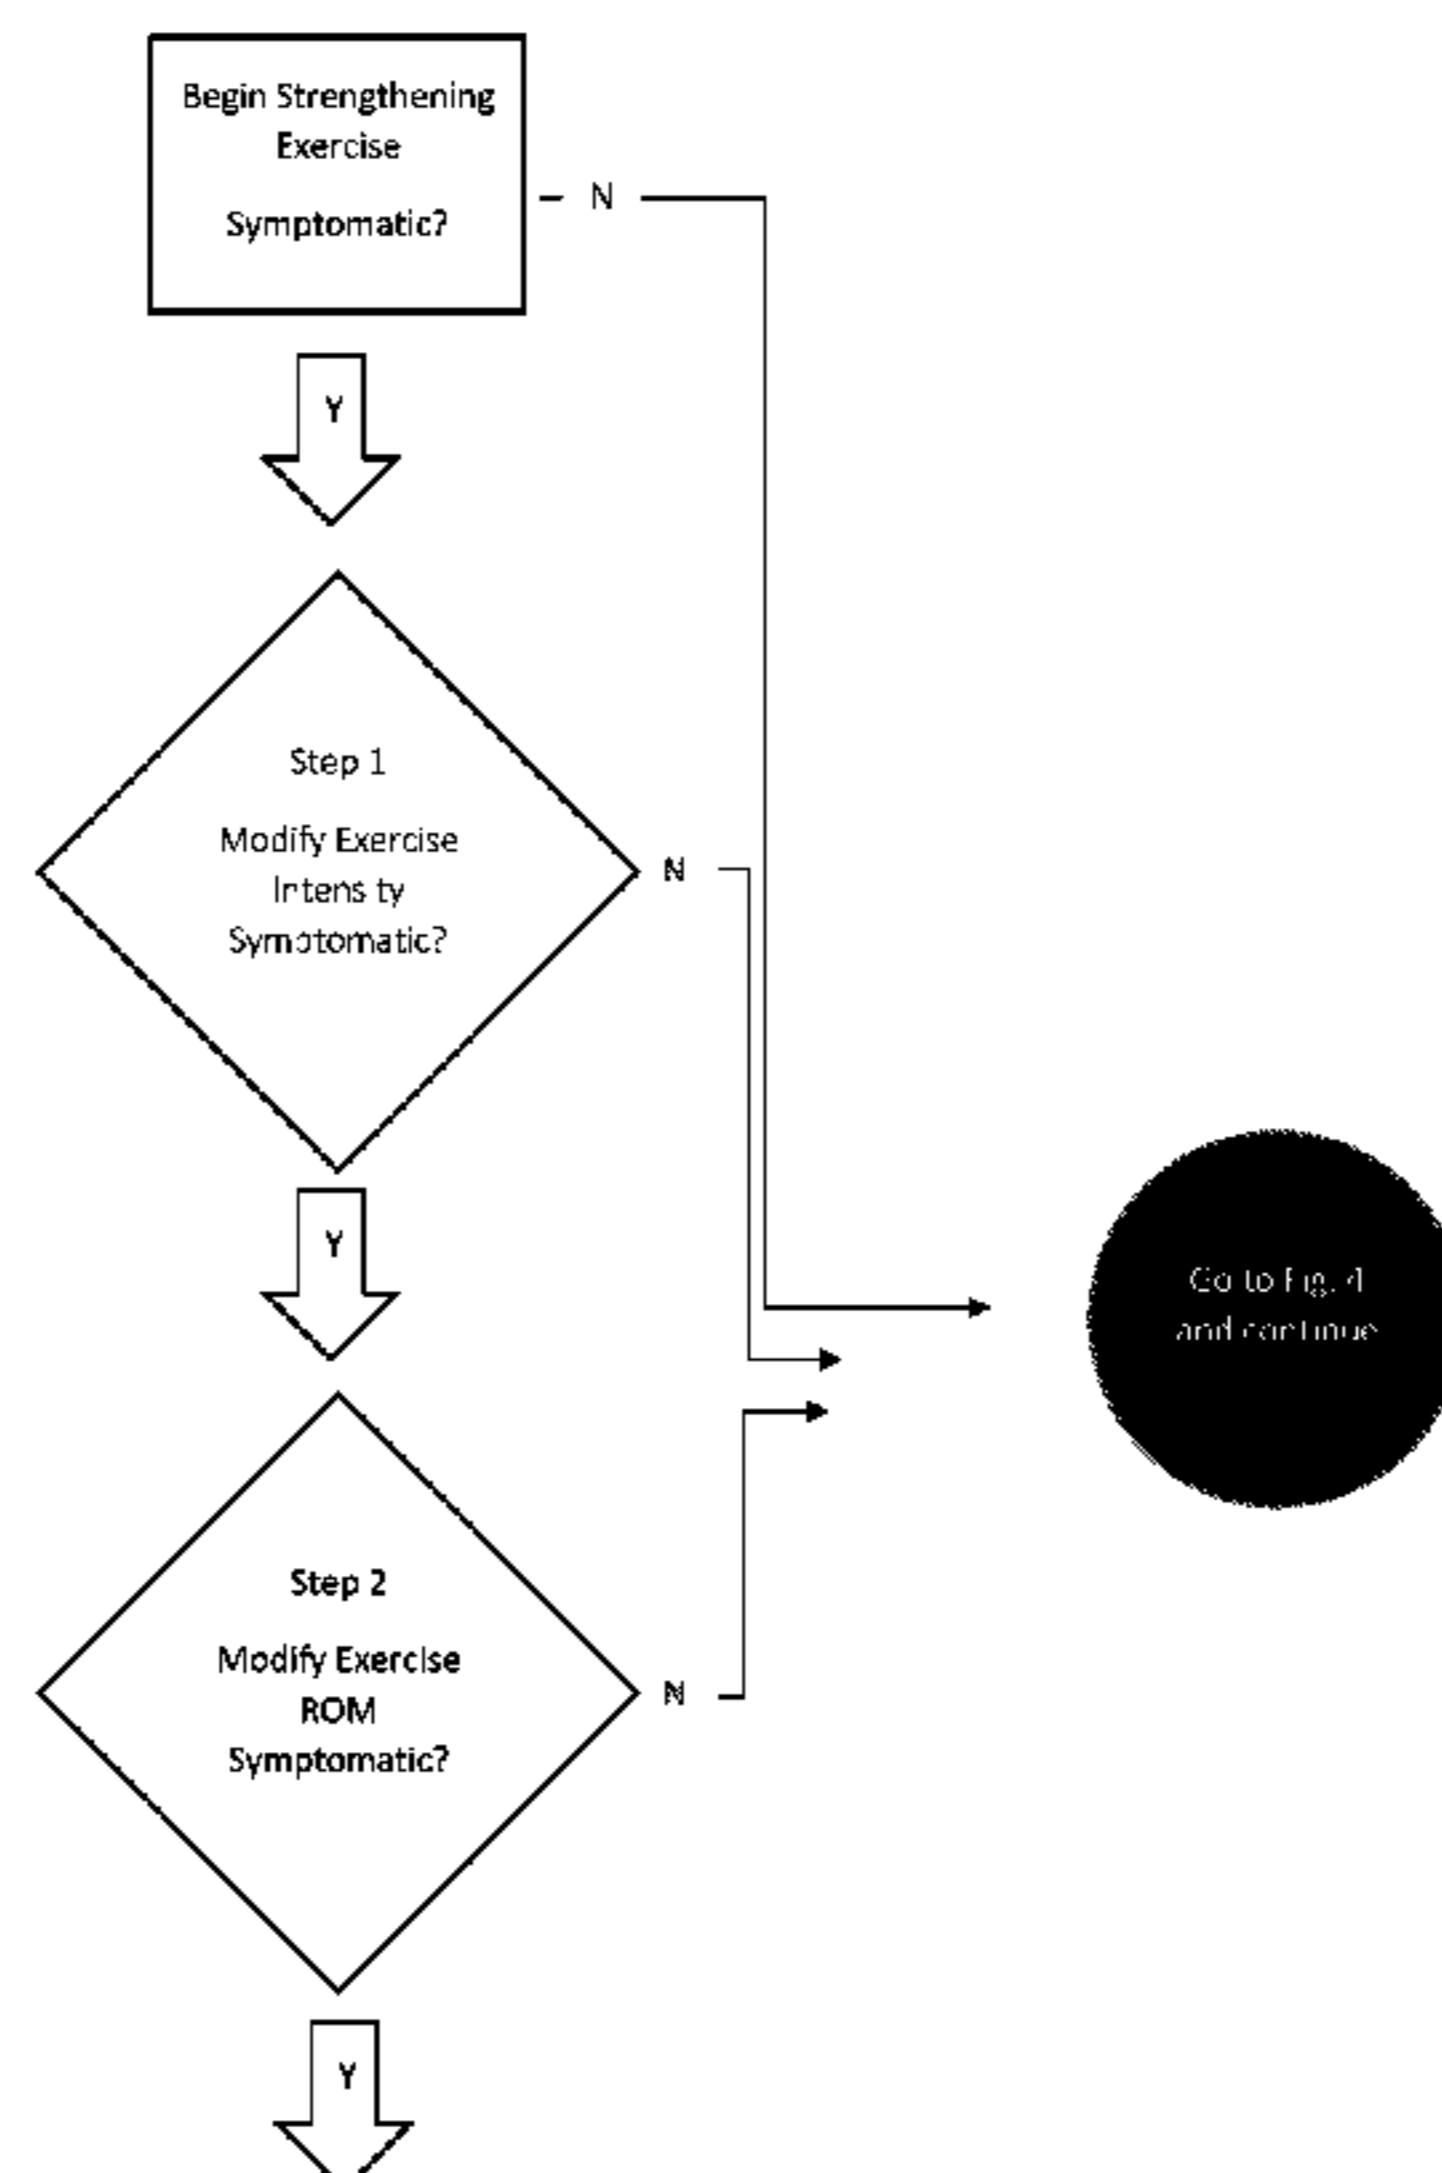 Begin Strengthening
Exercise
Symptomatic?
N
Y
Step 1
Modify Exercise
Intensity
Symptomatic?
N
Y
Go to Fig. 4
and continue
Step 2
Modify Exercise
ROM
Symptomatic?
N
Y